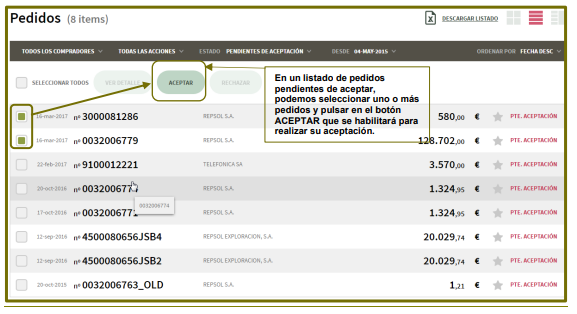 Pedidos (8 items)
DESCARGAR LISTADO
TODOS LOS COMPRADORES TODAS LAS ACCIONES ESTADO PENDIENTES DE ACEPTACIÓN DESDE 04-MAY-2015 ORDENAR POR FECHA DESC
SELECCIONAR TODOS VER DETALLE ACEPTAR RECHAZAR
En un listado de pedidos
pendientes de aceptar,
podemos seleccionar uno o más
pedidos y pulsar en el botón
ACEPTAR que se habilitará para
realizar su aceptación.
16-mar-2017 nº 3000081286 REPSOL S.A. 580,00 € PTE. ACEPTACIÓN
16-mar-2017 nº 0032006779 REPSOL S.A. 128.702,00 € PTE. ACEPTACIÓN
22-feb-2017 nº 9100012221 TELEFONICA SA 3.570,00 € PTE. ACEPTACIÓN
20-oct-2016 nº 0032006774 REPSOL S.A. 1.324,95 € PTE. ACEPTACIÓN
0032006774
17-oct-2016 nº 0032006771 REPSOL S.A. 1.324,95 € PTE. ACEPTACIÓN
12-sep-2016 nº 4500080656JSB4 REPSOL EXPLORACION, S.A. 20.029,74 € PTE. ACEPTACIÓN
12-sep-2016 nº 4500080656JSB2 REPSOL EXPLORACION, S.A. 20.029,74 € PTE. ACEPTACIÓN
20-oct-2015 nº 0032006763_OLD REPSOL S.A. 1,21 € PTE. ACEPTACIÓN